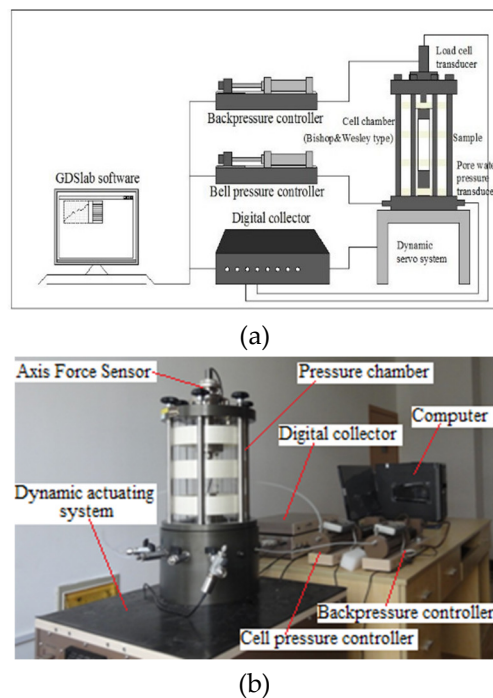 Load cell
transducer
Backpressure controller
Cell chamber
(Bishop&Wesley type)
Sample
GDSlab software
Bell pressure controller
Pore water
pressure
transducer
Digital collector
Dynamic
servo system
(a)
Axis Force Sensor
Pressure chamber
Digital collector
Computer
Dynamic actuating
system
Backpressure controller
Cell pressure controller
(b)